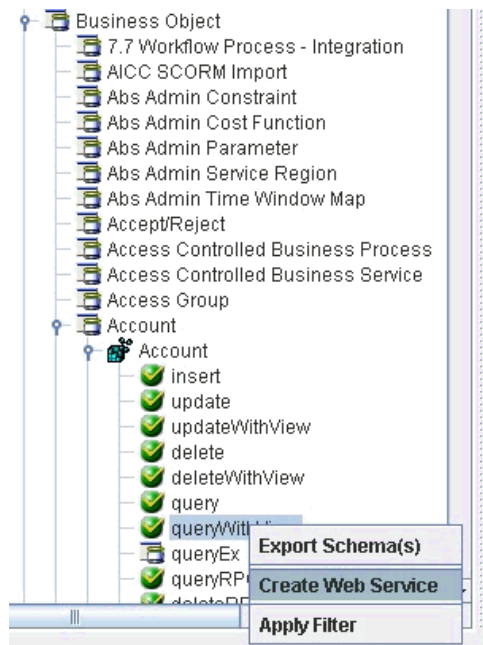 Business Object
7.7 Workflow Process - Integration
AICC SCORM Import
Abs Admin Constraint
Abs Admin Cost Function
Abs Admin Parameter
Abs Admin Service Region
Abs Admin Time Window Map
Accept/Reject
Access Controlled Business Process
Access Controlled Business Service
Access Group
Account
Account
insert
update
updateWithView
delete
deleteWithView
query
queryEx
Export Schema(s)
Create Web Service
Apply Filter